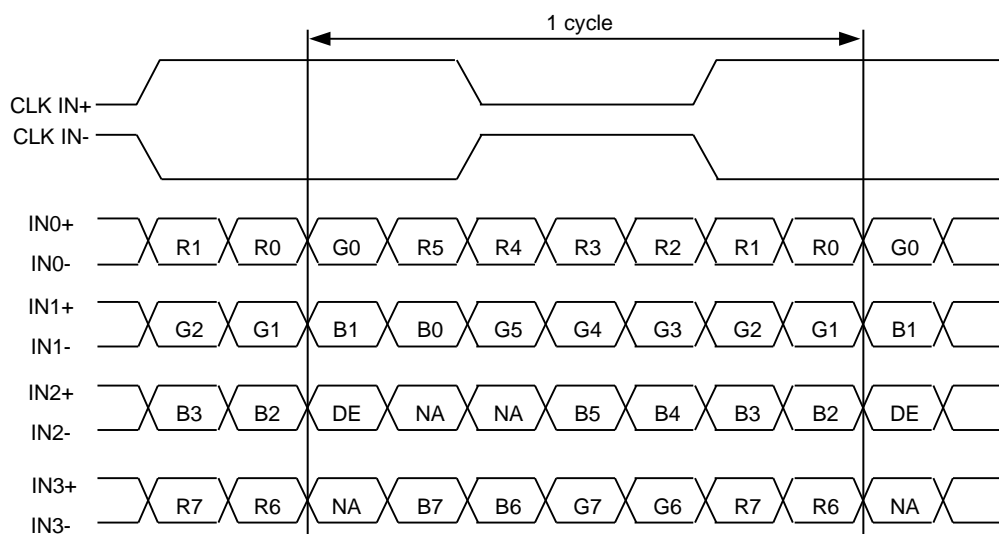 1 cycle
CLK IN+
CLK IN-
IN0+
R1 R0 G0 R5 R4 R3 R2 R1 R0 G0
IN0-
IN1+
G2 G1 B1 B0 G5 G4 G3 G2 G1 B1
IN1-
IN2+
B3 B2 DE NA NA B5 B4 B3 B2 DE
IN2-
IN3+
R7 R6 NA B7 B6 G7 G6 R7 R6 NA
IN3-